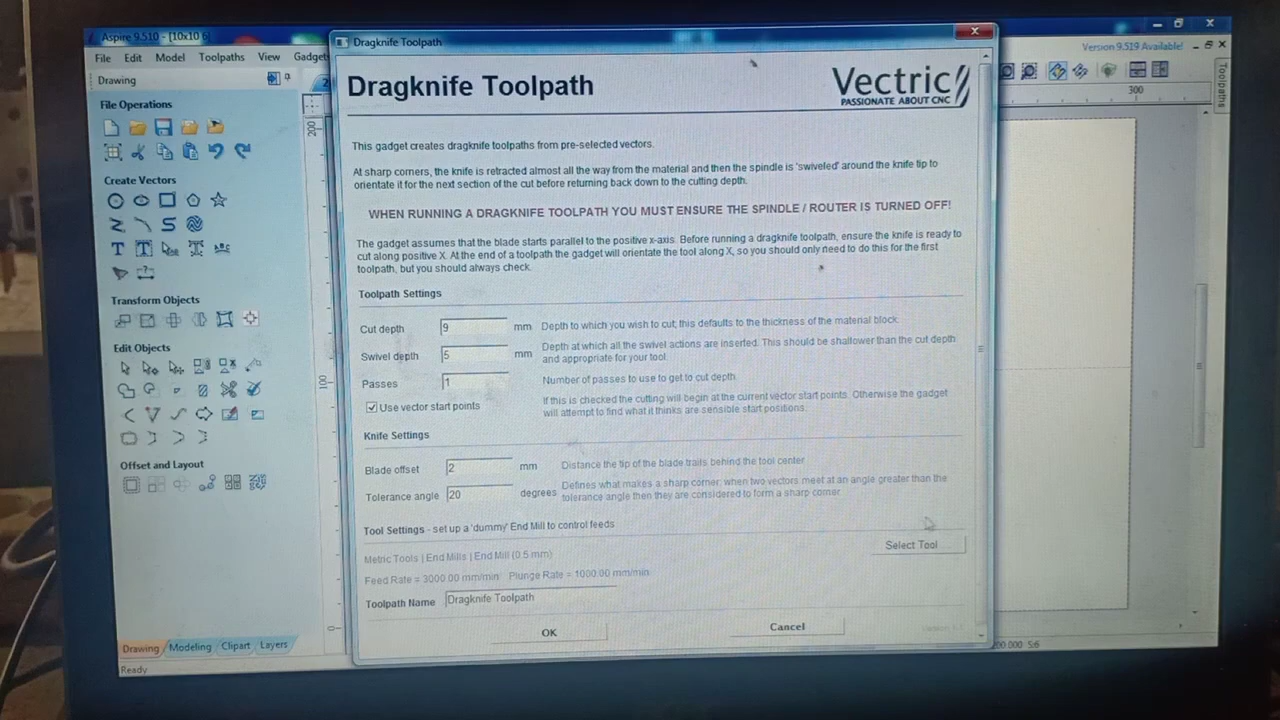 Aspire 9.510 - [10x10 6]
File Edit Model Toolpaths View Gadget
Version 9.519 Available!
Drawing
File Operations
Create Vectors
Transform Objects
Edit Objects
Offset and Layout
Drawing Modeling Clipart Layers
Ready
Dragknife Toolpath
Dragknife Toolpath
Vectric
PASSIONATE ABOUT CNC
This gadget creates dragknife toolpaths from pre-selected vectors.
At sharp corners, the knife is retracted almost all the way from the material and then the spindle is 'swiveled' around the knife tip to
orientate it for the next section of the cut before returning back down to the cutting depth.
WHEN RUNNING A DRAGKNIFE TOOLPATH YOU MUST ENSURE THE SPINDLE / ROUTER IS TURNED OFF!
The gadget assumes that the blade starts parallel to the positive x-axis. Before running a dragknife toolpath, ensure the knife is ready to
cut along positive X. At the end of a toolpath the gadget will orientate the tool along X, so you should only need to do this for the first
toolpath, but you should always check.
Toolpath Settings
Cut depth 9 mm Depth to which you wish to cut; this defaults to the thickness of the material block.
Swivel depth 5 mm Depth at which all the swivel actions are inserted. This should be shallower than the cut depth
and appropriate for your tool.
Passes 1 Number of passes to use to get to cut depth
Use vector start points If this is checked the cutting will begin at the current vector start points. Otherwise the gadget
will attempt to find what it thinks are sensible start positions.
Knife Settings
Blade offset 2 mm Distance the tip of the blade trails behind the tool center
Tolerance angle 20 degrees Defines what makes a sharp corner; when two vectors meet at an angle greater than the
tolerance angle then they are considered to form a sharp corner
Tool Settings - set up a 'dummy' End Mill to control feeds
Select Tool
Metric Tools | End Mills | End Mill (0.5 mm)
Feed Rate = 3000.00 mm/min Plunge Rate = 1000.00 mm/min
Toolpath Name Dragknife Toolpath
OK Cancel
200
100
0
300
Toolpaths